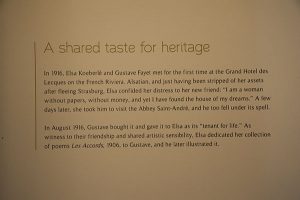 A shared taste for heritage
In 1916, Elsa Koeberlé and Gustave Fayet met for the first time at the Grand Hotel des
Lecques on the French Riviera. Alsatian, and just having been stripped of her assets
after fleeing Strasburg, Elsa confided her distress to her new friend: "I am a woman
without papers, without money, and yet I have found the house of my dreams." A few
days later, she took him to visit the Abbey Saint-André, and he too fell under its spell.
In August 1916, Gustave bought it and gave it to Elsa as its "tenant for life." As
witness to their friendship and shared artistic sensibility, Elsa dedicated her collection
of poems Les Accords, 1906, to Gustave, and he later illustrated it.